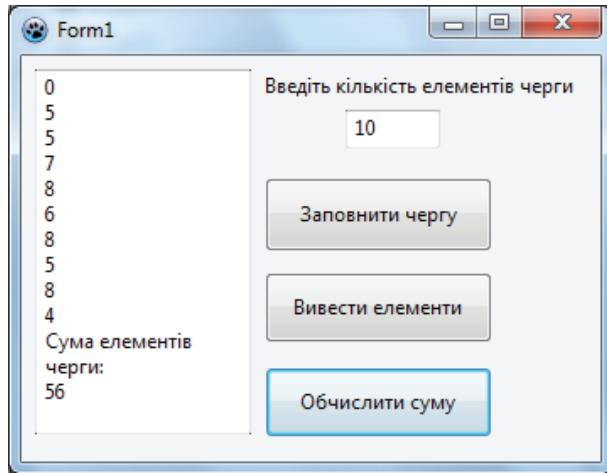 Form1
0
5
5
7
8
6
8
5
8
4
Сума елементів
черги:
56
Введіть кількість елементів черги
10
Заповнити чергу
Вивести елементи
Обчислити суму